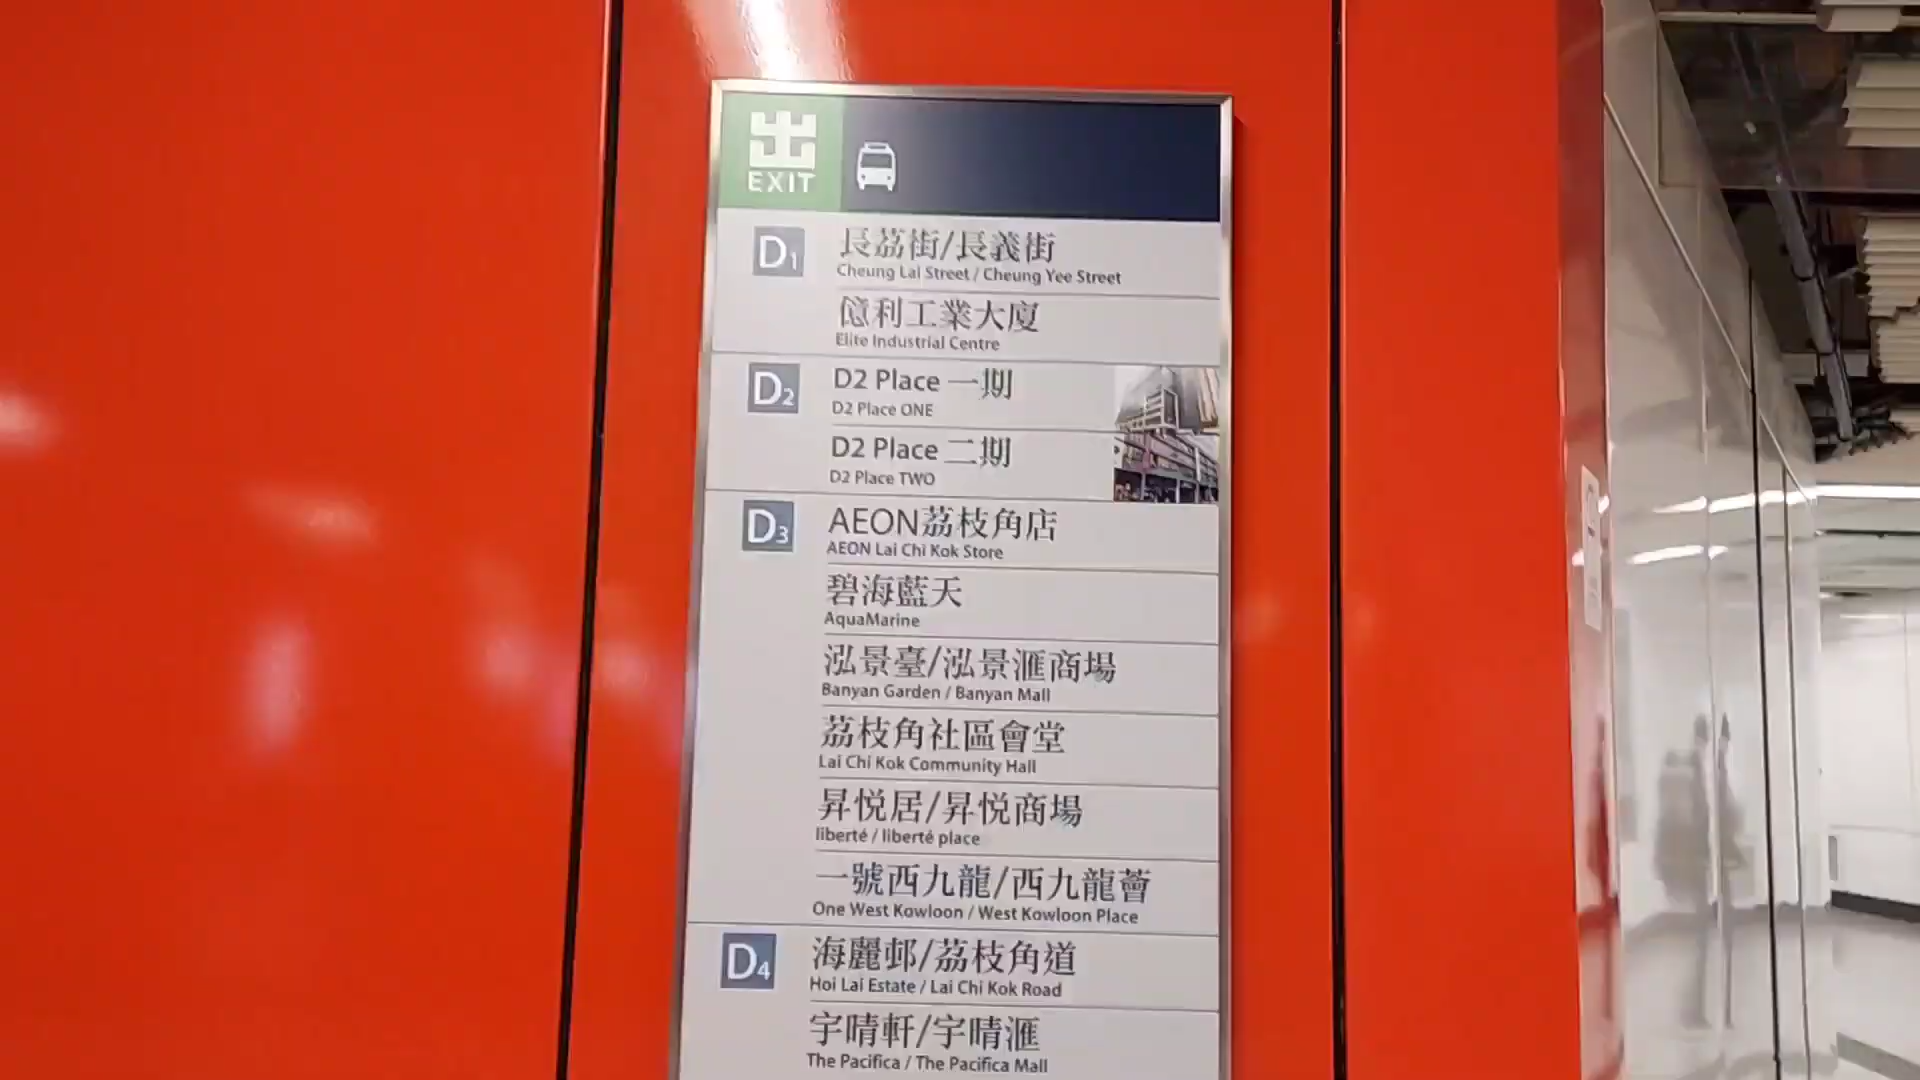 出
EXIT
D1
長荔街/長義街
Cheung Lai Street / Cheung Yee Street
億利工業大廈
Elite Industrial Centre
D2
D2 Place 一期
D2 Place ONE
D2 Place 二期
D2 Place TWO
D3
AEON荔枝角店
AEON Lai Chi Kok Store
碧海藍天
AquaMarine
泓景臺/泓景滙商場
Banyan Garden / Banyan Mall
荔枝角社區會堂
Lai Chi Kok Community Hall
昇悅居/昇悅商場
liberté / liberté place
一號西九龍/西九龍薈
One West Kowloon / West Kowloon Place
D4
海麗邨/荔枝角道
Hoi Lai Estate / Lai Chi Kok Road
宇晴軒/宇晴滙
The Pacifica / The Pacifica Mall